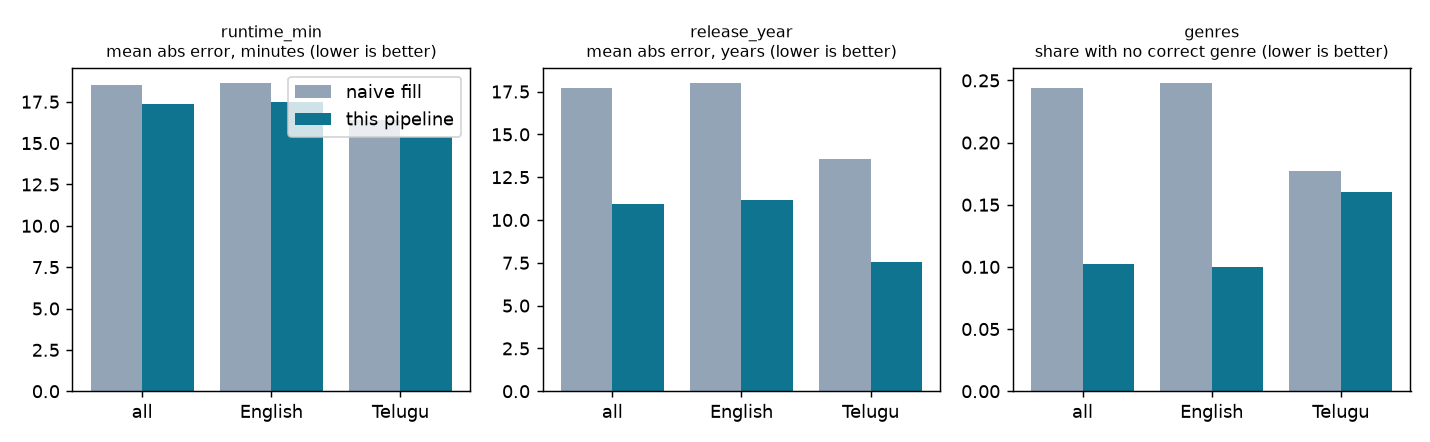 runtime_min
mean abs error, minutes (lower is better)
naive fill
this pipeline
17.5
15.0
12.5
10.0
7.5
5.0
2.5
0.0
all English Telugu
release_year
mean abs error, years (lower is better)
17.5
15.0
12.5
10.0
7.5
5.0
2.5
0.0
all English Telugu
genres
share with no correct genre (lower is better)
0.25
0.20
0.15
0.10
0.05
0.00
all English Telugu